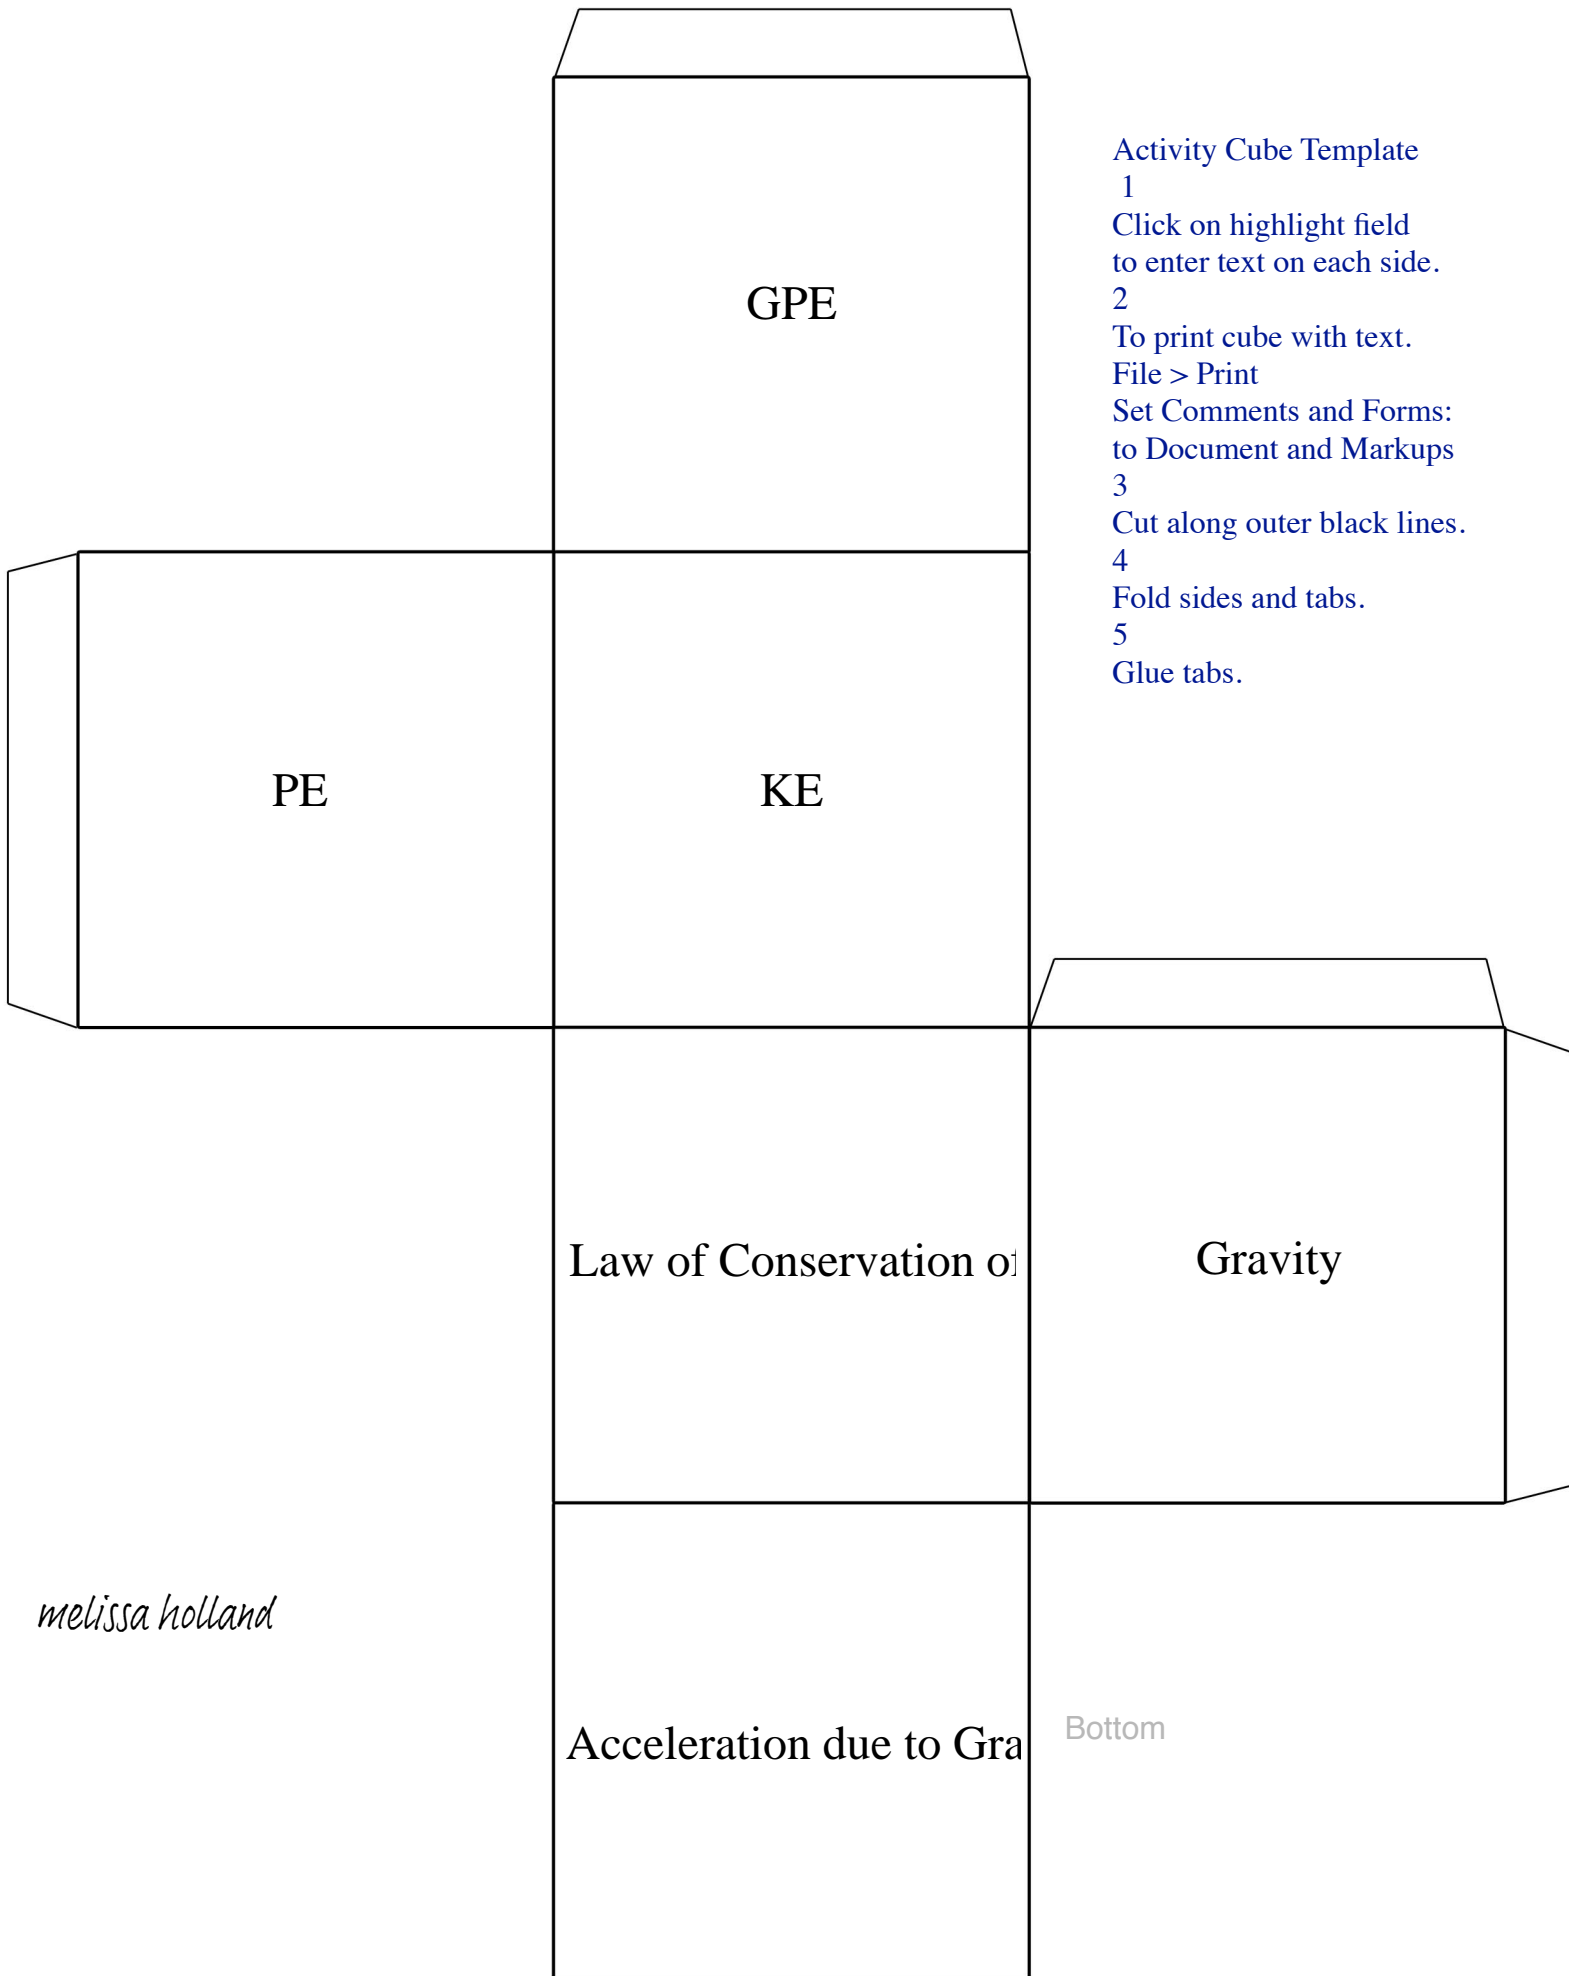 GPE
Activity Cube Template
1
Click on highlight field
to enter text on each side.
2
To print cube with text.
File > Print
Set Comments and Forms:
to Document and Markups
3
Cut along outer black lines.
4
Fold sides and tabs.
5
Glue tabs.
PE
KE
Law of Conservation of
Gravity
melissa holland
Acceleration due to Gra
Bottom